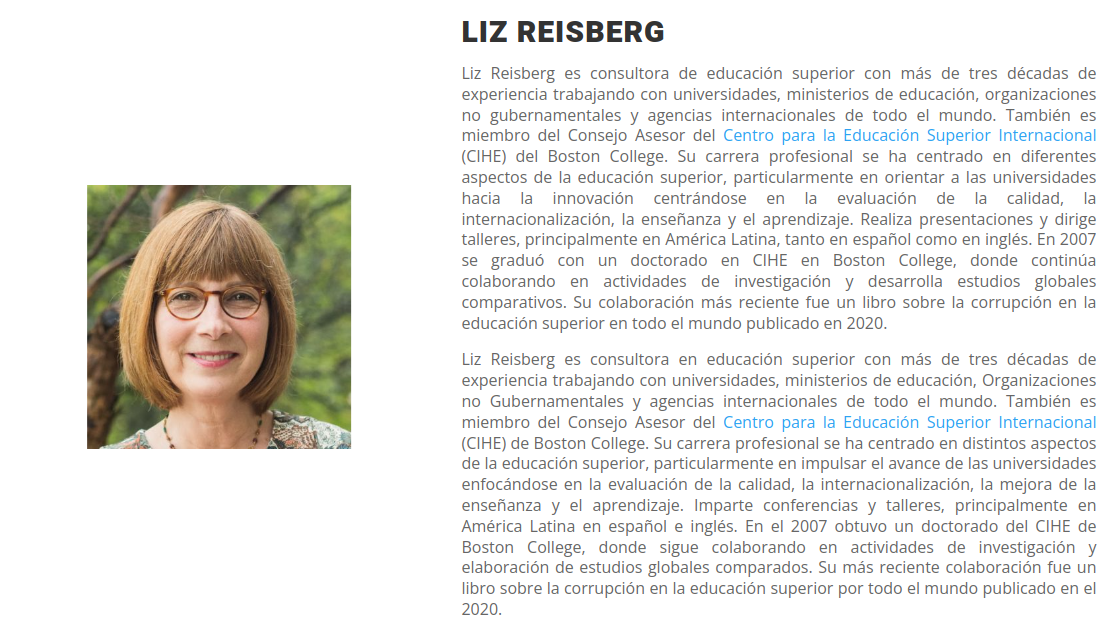 LIZ REISBERG
Liz Reisberg es consultora de educación superior con más de tres décadas de
experiencia trabajando con universidades, ministerios de educación, organizaciones
no gubernamentales y agencias internacionales de todo el mundo. También es
miembro del Consejo Asesor del Centro para la Educación Superior Internacional
(CIHE) del Boston College. Su carrera profesional se ha centrado en diferentes
aspectos de la educación superior, particularmente en orientar a las universidades
hacia la innovación centrándose en la evaluación de la calidad, la
internacionalización, la enseñanza y el aprendizaje. Realiza presentaciones y dirige
talleres, principalmente en América Latina, tanto en español como en inglés. En 2007
se graduó con un doctorado en CIHE en Boston College, donde continúa
colaborando en actividades de investigación y desarrolla estudios globales
comparativos. Su colaboración más reciente fue un libro sobre la corrupción en la
educación superior en todo el mundo publicado en 2020.
Liz Reisberg es consultora en educación superior con más de tres décadas de
experiencia trabajando con universidades, ministerios de educación, Organizaciones
no Gubernamentales y agencias internacionales de todo el mundo. También es
miembro del Consejo Asesor del Centro para la Educación Superior Internacional
(CIHE) de Boston College. Su carrera profesional se ha centrado en distintos aspectos
de la educación superior, particularmente en impulsar el avance de las universidades
enfocándose en la evaluación de la calidad, la internacionalización, la mejora de la
enseñanza y el aprendizaje. Imparte conferencias y talleres, principalmente en
América Latina en español e inglés. En el 2007 obtuvo un doctorado del CIHE de
Boston College, donde sigue colaborando en actividades de investigación y
elaboración de estudios globales comparados. Su más reciente colaboración fue un
libro sobre la corrupción en la educación superior por todo el mundo publicado en el
2020.